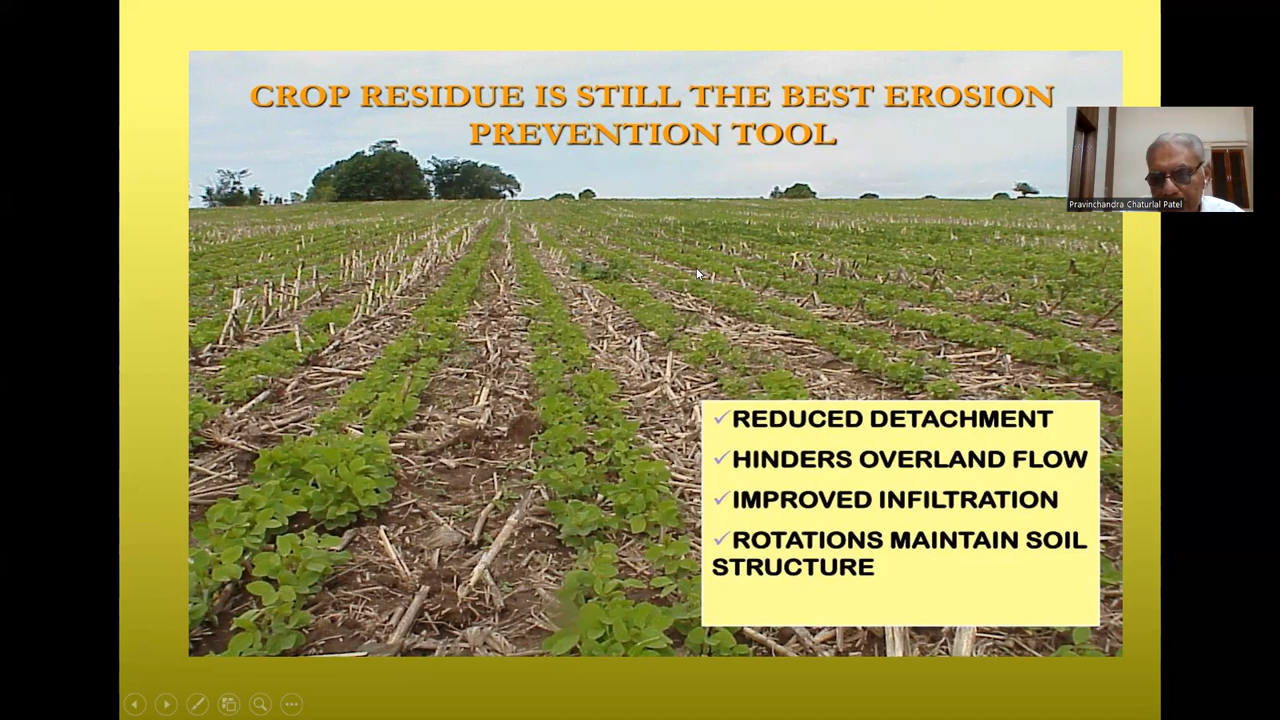 CROP RESIDUE IS STILL THE BEST EROSION
PREVENTION TOOL
Pravinchandra Chaturlal Patel
✓REDUCED DETACHMENT
✓HINDERS OVERLAND FLOW
✓IMPROVED INFILTRATION
✓ROTATIONS MAINTAIN SOIL
STRUCTURE